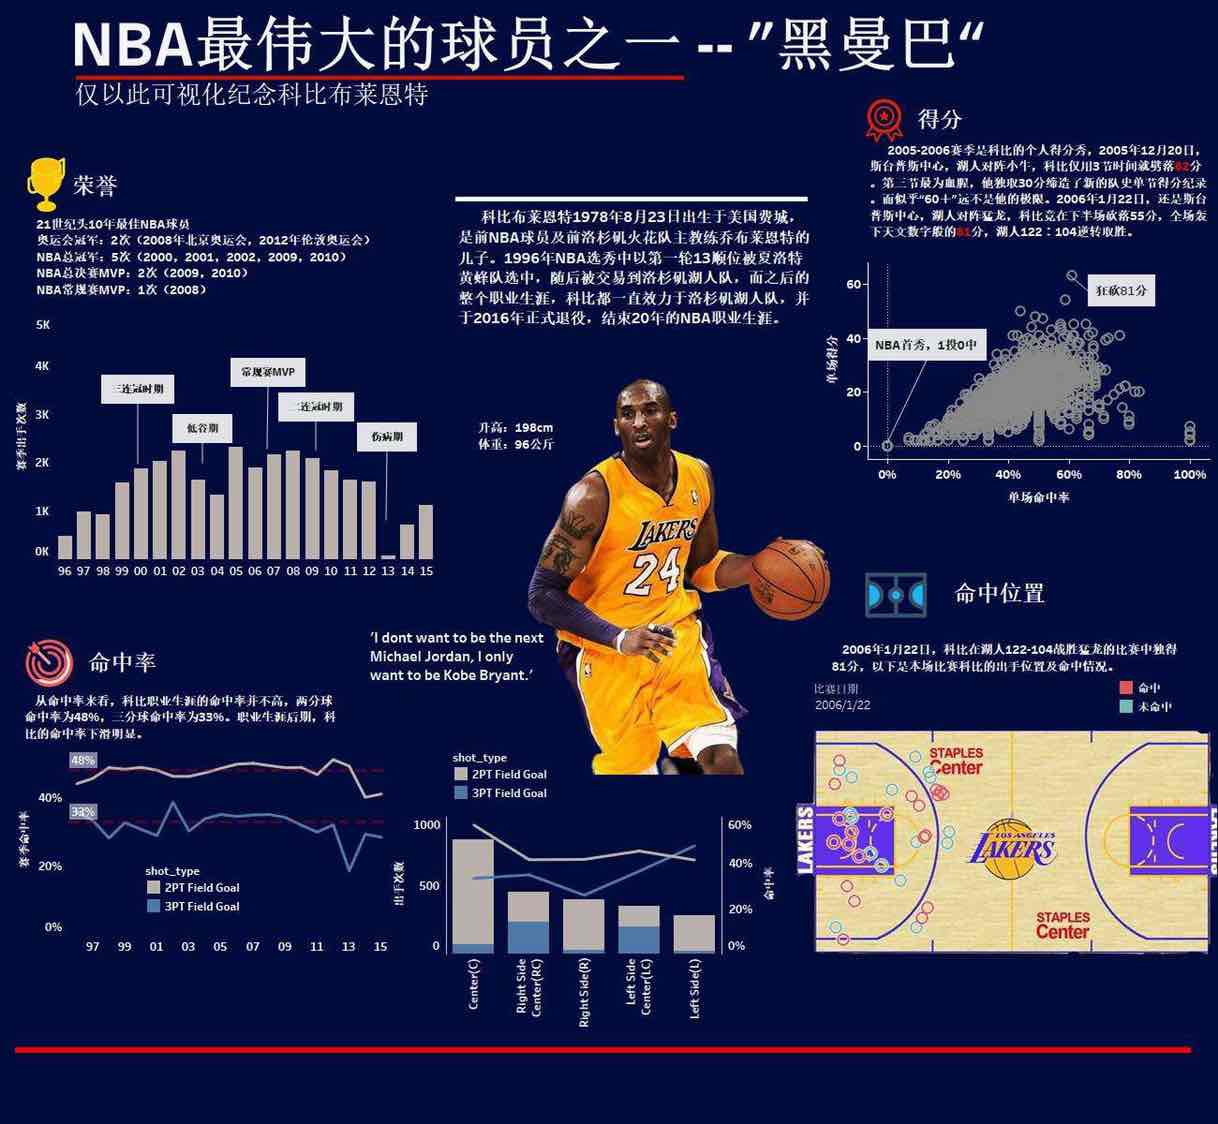 NBA最伟大的球员之一 -- ”黑曼巴“
仅以此可视化纪念科比布莱恩特
荣誉
21世纪头10年最佳NBA球员
奥运会冠军：2次（2008年北京奥运会，2012年伦敦奥运会）
NBA总冠军：5次（2000，2001，2002，2009，2010）
NBA总决赛MVP：2次（2009，2010）
NBA常规赛MVP：1次（2008）
5K
4K
3K
2K
1K
0K
赛季出手次数
三连冠时期
低谷期
常规赛MVP
二连冠时期
伤病期
96 97 98 99 00 01 02 03 04 05 06 07 08 09 10 11 12 13 14 15
科比布莱恩特1978年8月23日出生于美国费城，
是前NBA球员及前洛杉矶火花队主教练乔布莱恩特的
儿子。1996年NBA选秀中以第一轮13顺位被夏洛特
黄蜂队选中，随后被交易到洛杉矶湖人队，而之后的
整个职业生涯，科比都一直效力于洛杉矶湖人队，并
于2016年正式退役，结束20年的NBA职业生涯。
升高：198cm
体重：96公斤
LAKERS
24
'I dont want to be the next
Michael Jordan, I only
want to be Kobe Bryant.'
得分
2005-2006赛季是科比的个人得分秀，2005年12月20日，
斯台普斯中心，湖人对阵小牛，科比仅用3节时间就劈落62分
。第三节最为血腥，他独取30分缔造了新的队史单节得分纪录
。而似乎“60+”远不是他的极限。2006年1月22日，还是斯台
普斯中心，湖人对阵猛龙，科比竟在下半场砍落55分，全场轰
下天文数字般的81分，湖人122：104逆转取胜。
60
40
20
0
单场得分
狂砍81分
NBA首秀，1投0中
0% 20% 40% 60% 80% 100%
单场命中率
命中率
从命中率来看，科比职业生涯的命中率并不高，两分球
命中率为48%，三分球命中率为33%。职业生涯后期，科
比的命中率下滑明显。
48%
40%
33%
20%
0%
赛季命中率
shot_type
2PT Field Goal
3PT Field Goal
97 99 01 03 05 07 09 11 13 15
shot_type
2PT Field Goal
3PT Field Goal
1000
500
0
出手次数
60%
40%
20%
0%
命中率
Center(C)
Right Side
Center(RC)
Right Side(R)
Left Side
Center(LC)
Left Side(L)
命中位置
2006年1月22日，科比在湖人122-104战胜猛龙的比赛中独得
81分，以下是本场比赛科比的出手位置及命中情况。
比赛日期
2006/1/22
命中
未命中
STAPLES
Center
LAKERS
LOS ANGELES
LAKERS
STAPLES
Center